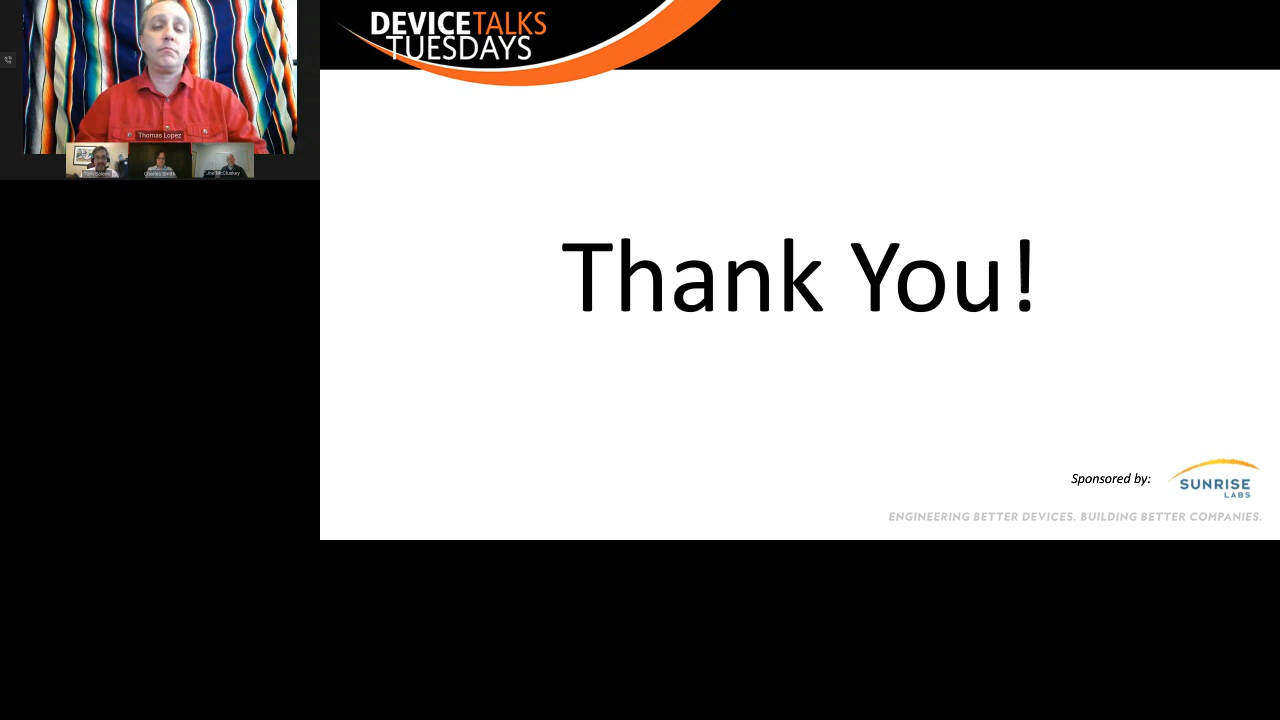 DEVICETALKS
TUESDAYS
Thomas Lopez
Charles Smith
Joe McCluskey
Thank You!
Sponsored by:
SUNRISE
LABS
ENGINEERING BETTER DEVICES. BUILDING BETTER COMPANIES.